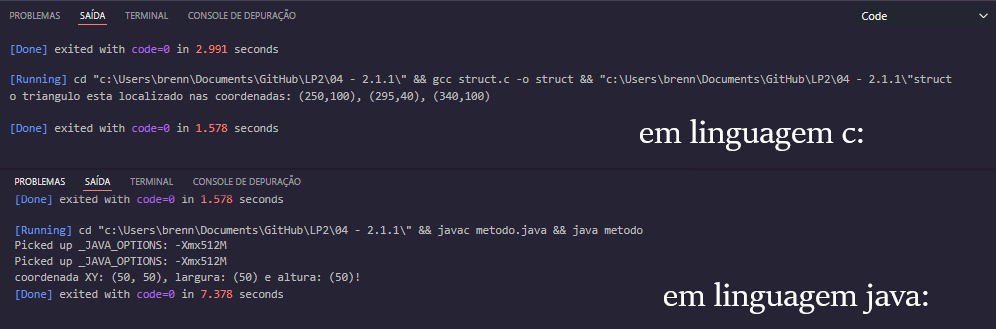 PROBLEMAS SAÍDA TERMINAL CONSOLE DE DEPURAÇÃO Code
[Done] exited with code=0 in 2.991 seconds
[Running] cd "c:\Users\brenn\Documents\GitHub\LP2\04 - 2.1.1\" && gcc struct.c -o struct && "c:\Users\brenn\Documents\GitHub\LP2\04 - 2.1.1\"struct
o triangulo esta localizado nas coordenadas: (250,100), (295,40), (340,100)
[Done] exited with code=0 in 1.578 seconds
em linguagem c:
PROBLEMAS SAÍDA TERMINAL CONSOLE DE DEPURAÇÃO
[Done] exited with code=0 in 1.578 seconds
[Running] cd "c:\Users\brenn\Documents\GitHub\LP2\04 - 2.1.1\" && javac metodo.java && java metodo
Picked up _JAVA_OPTIONS: -Xmx512M
Picked up _JAVA_OPTIONS: -Xmx512M
coordenada XY: (50, 50), largura: (50) e altura: (50)!
[Done] exited with code=0 in 7.378 seconds
em linguagem java: